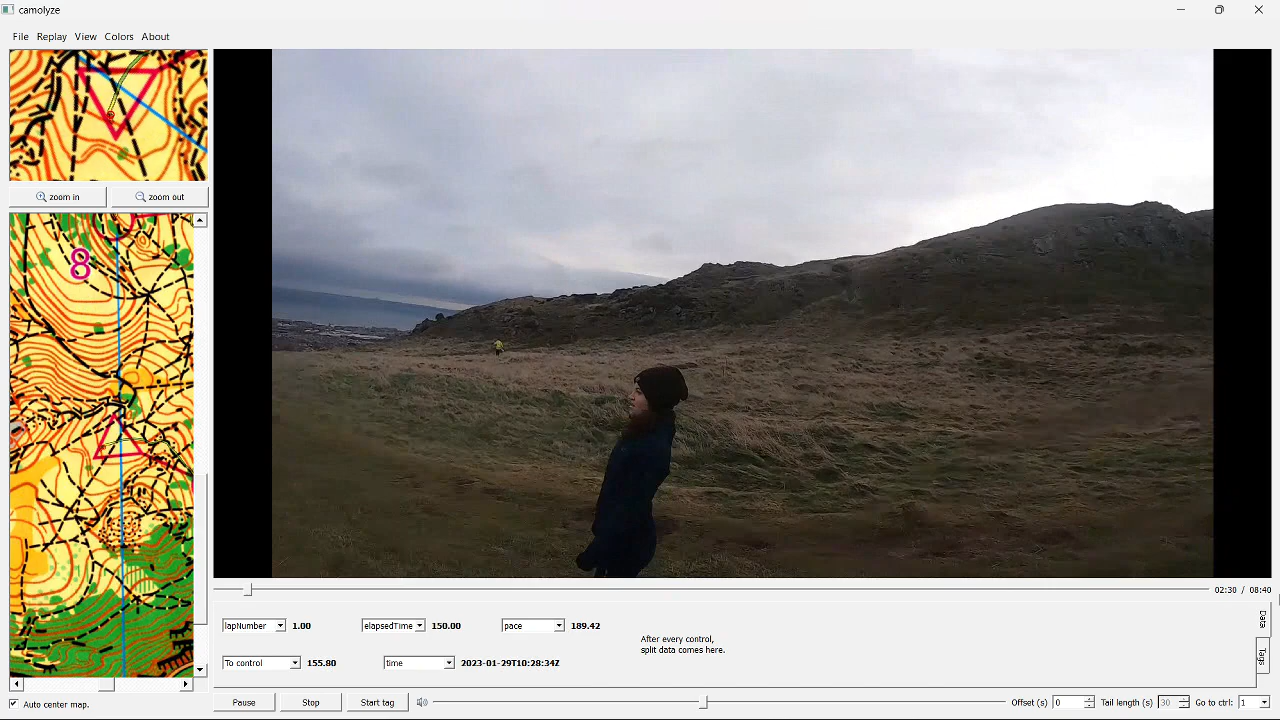 camolyze
File Replay View Colors About
zoom in
zoom out
8
02:30 / 08:40
lapNumber 1.00 elapsedTime 150.00 pace 189.42
After every control,
split data comes here.
To control 155.80 time 2023-01-29T10:28:34Z
Data
Tags
Auto center map.
Pause Stop Start tag Offset (s) 0 Tail length (s) 30 Go to ctrl: 1